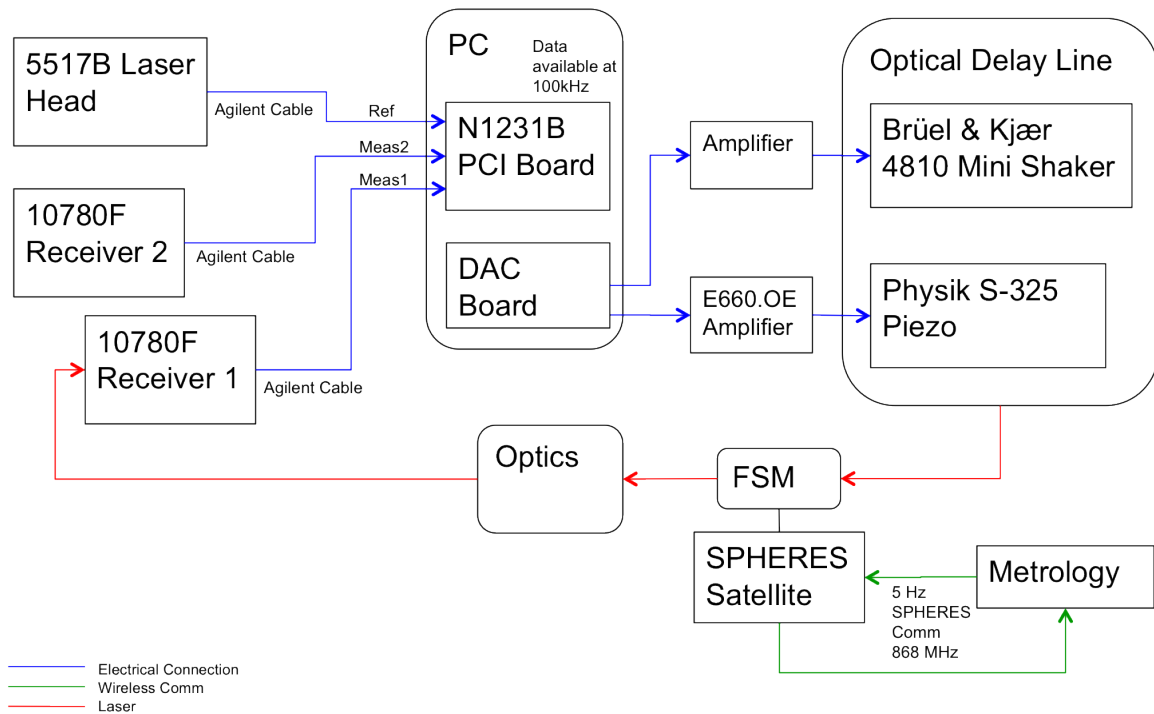 5517B Laser
Head
Agilent Cable
Ref
Meas2
Meas1
10780F
Receiver 2
Agilent Cable
10780F
Receiver 1
Agilent Cable
PC
Data
available at
100kHz
N1231B
PCI Board
DAC
Board
Amplifier
E660.OE
Amplifier
Optical Delay Line
Brüel & Kjær
4810 Mini Shaker
Physik S-325
Piezo
Optics
FSM
SPHERES
Satellite
5 Hz
SPHERES
Comm
868 MHz
Metrology
Electrical Connection
Wireless Comm
Laser